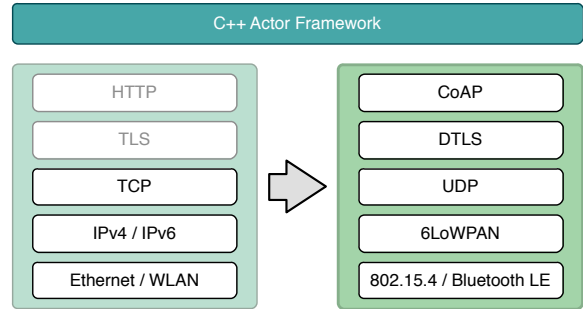 C++ Actor Framework
HTTP
TLS
TCP
IPv4 / IPv6
Ethernet / WLAN
CoAP
DTLS
UDP
6LoWPAN
802.15.4 / Bluetooth LE